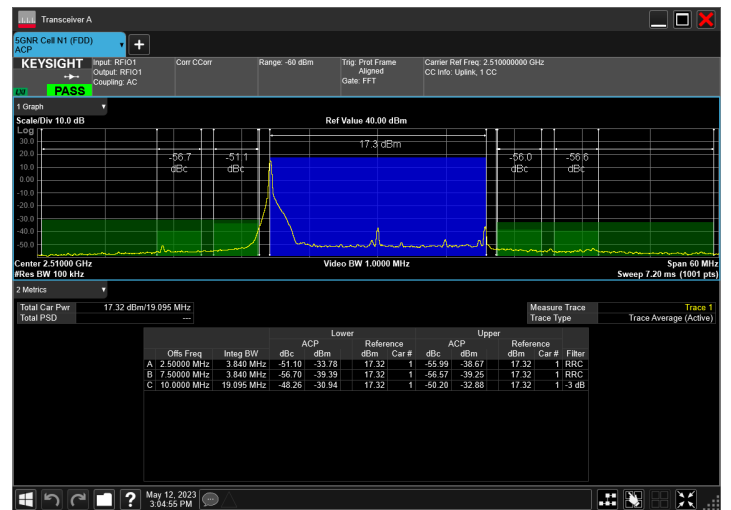 Transceiver A
5GNR Cell N1 (FDD)
ACP
+
KEYSIGHT
LXI
PASS
Input: RFIO1
Output: RFIO1
Coupling: AC
Corr CCorr
Range: -60 dBm
Trig: Prot Frame
Aligned
Gate: FFT
Carrier Ref Freq: 2.510000000 GHz
CC Info: Uplink, 1 CC
1 Graph
Scale/Div 10.0 dB
Ref Value 40.00 dBm
Log
30.0
20.0
10.0
0.00
-10.0
-20.0
-30.0
-40.0
-50.0
-56.7
dBc
-51.1
dBc
17.3 dBm
-56.0
dBc
-56.6
dBc
Center 2.51000 GHz
#Res BW 100 kHz
Video BW 1.0000 MHz
Span 60 MHz
Sweep 7.20 ms (1001 pts)
2 Metrics
Total Car Pwr 17.32 dBm/19.095 MHz
Total PSD ---
Measure Trace Trace 1
Trace Type Trace Average (Active)
Lower Upper
ACP Reference ACP Reference
Offs Freq Integ BW dBc dBm dBm Car # dBc dBm dBm Car # Filter
A 2.50000 MHz 3.840 MHz -51.10 -33.78 17.32 1 -55.99 -38.67 17.32 1 RRC
B 7.50000 MHz 3.840 MHz -56.70 -39.39 17.32 1 -56.57 -39.25 17.32 1 RRC
C 10.0000 MHz 19.095 MHz -48.26 -30.94 17.32 1 -50.20 -32.88 17.32 1 -3 dB
?
May 12, 2023
3:04:55 PM